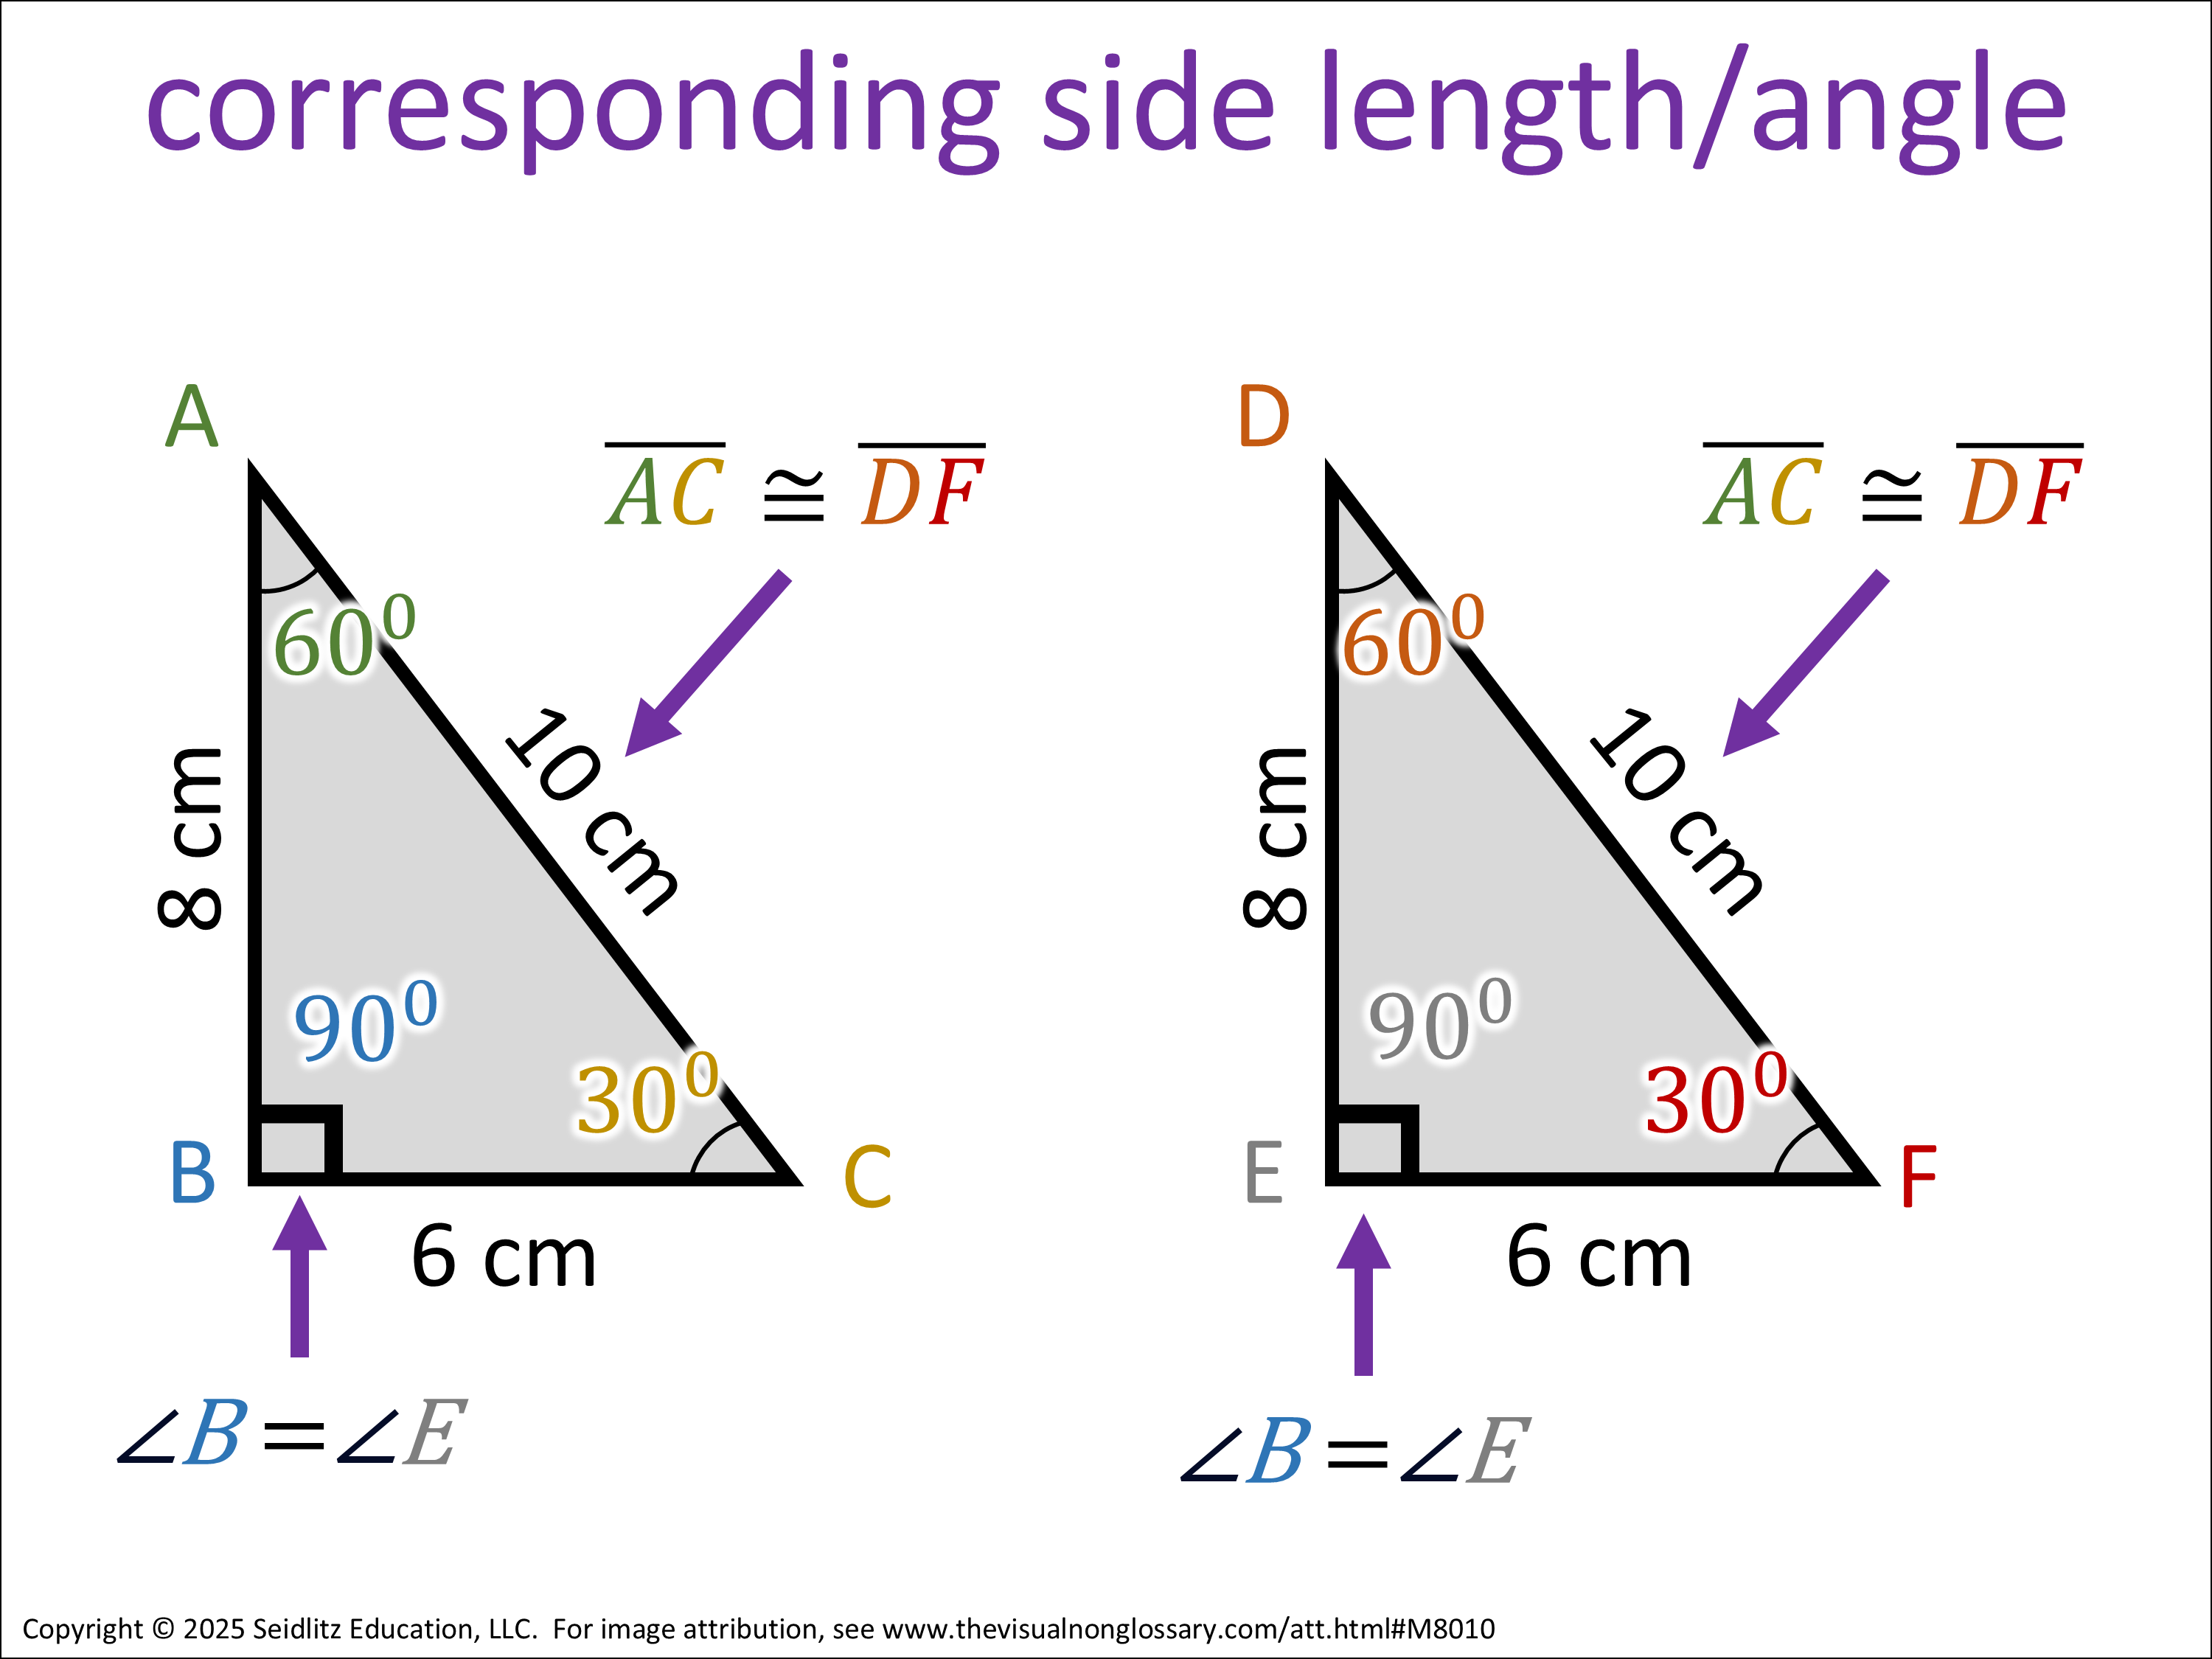 corresponding side length/angle
A
AC ≅ DF
D
AC ≅ DF
60⁰
60⁰
8 cm
10 cm
8 cm
10 cm
90⁰
90⁰
30⁰
30⁰
B
C
E
F
6 cm
6 cm
∠B=∠E
∠B=∠E
Copyright © 2025 Seidlitz Education, LLC.  For image attribution, see www.thevisualnonglossary.com/att.html#M8010